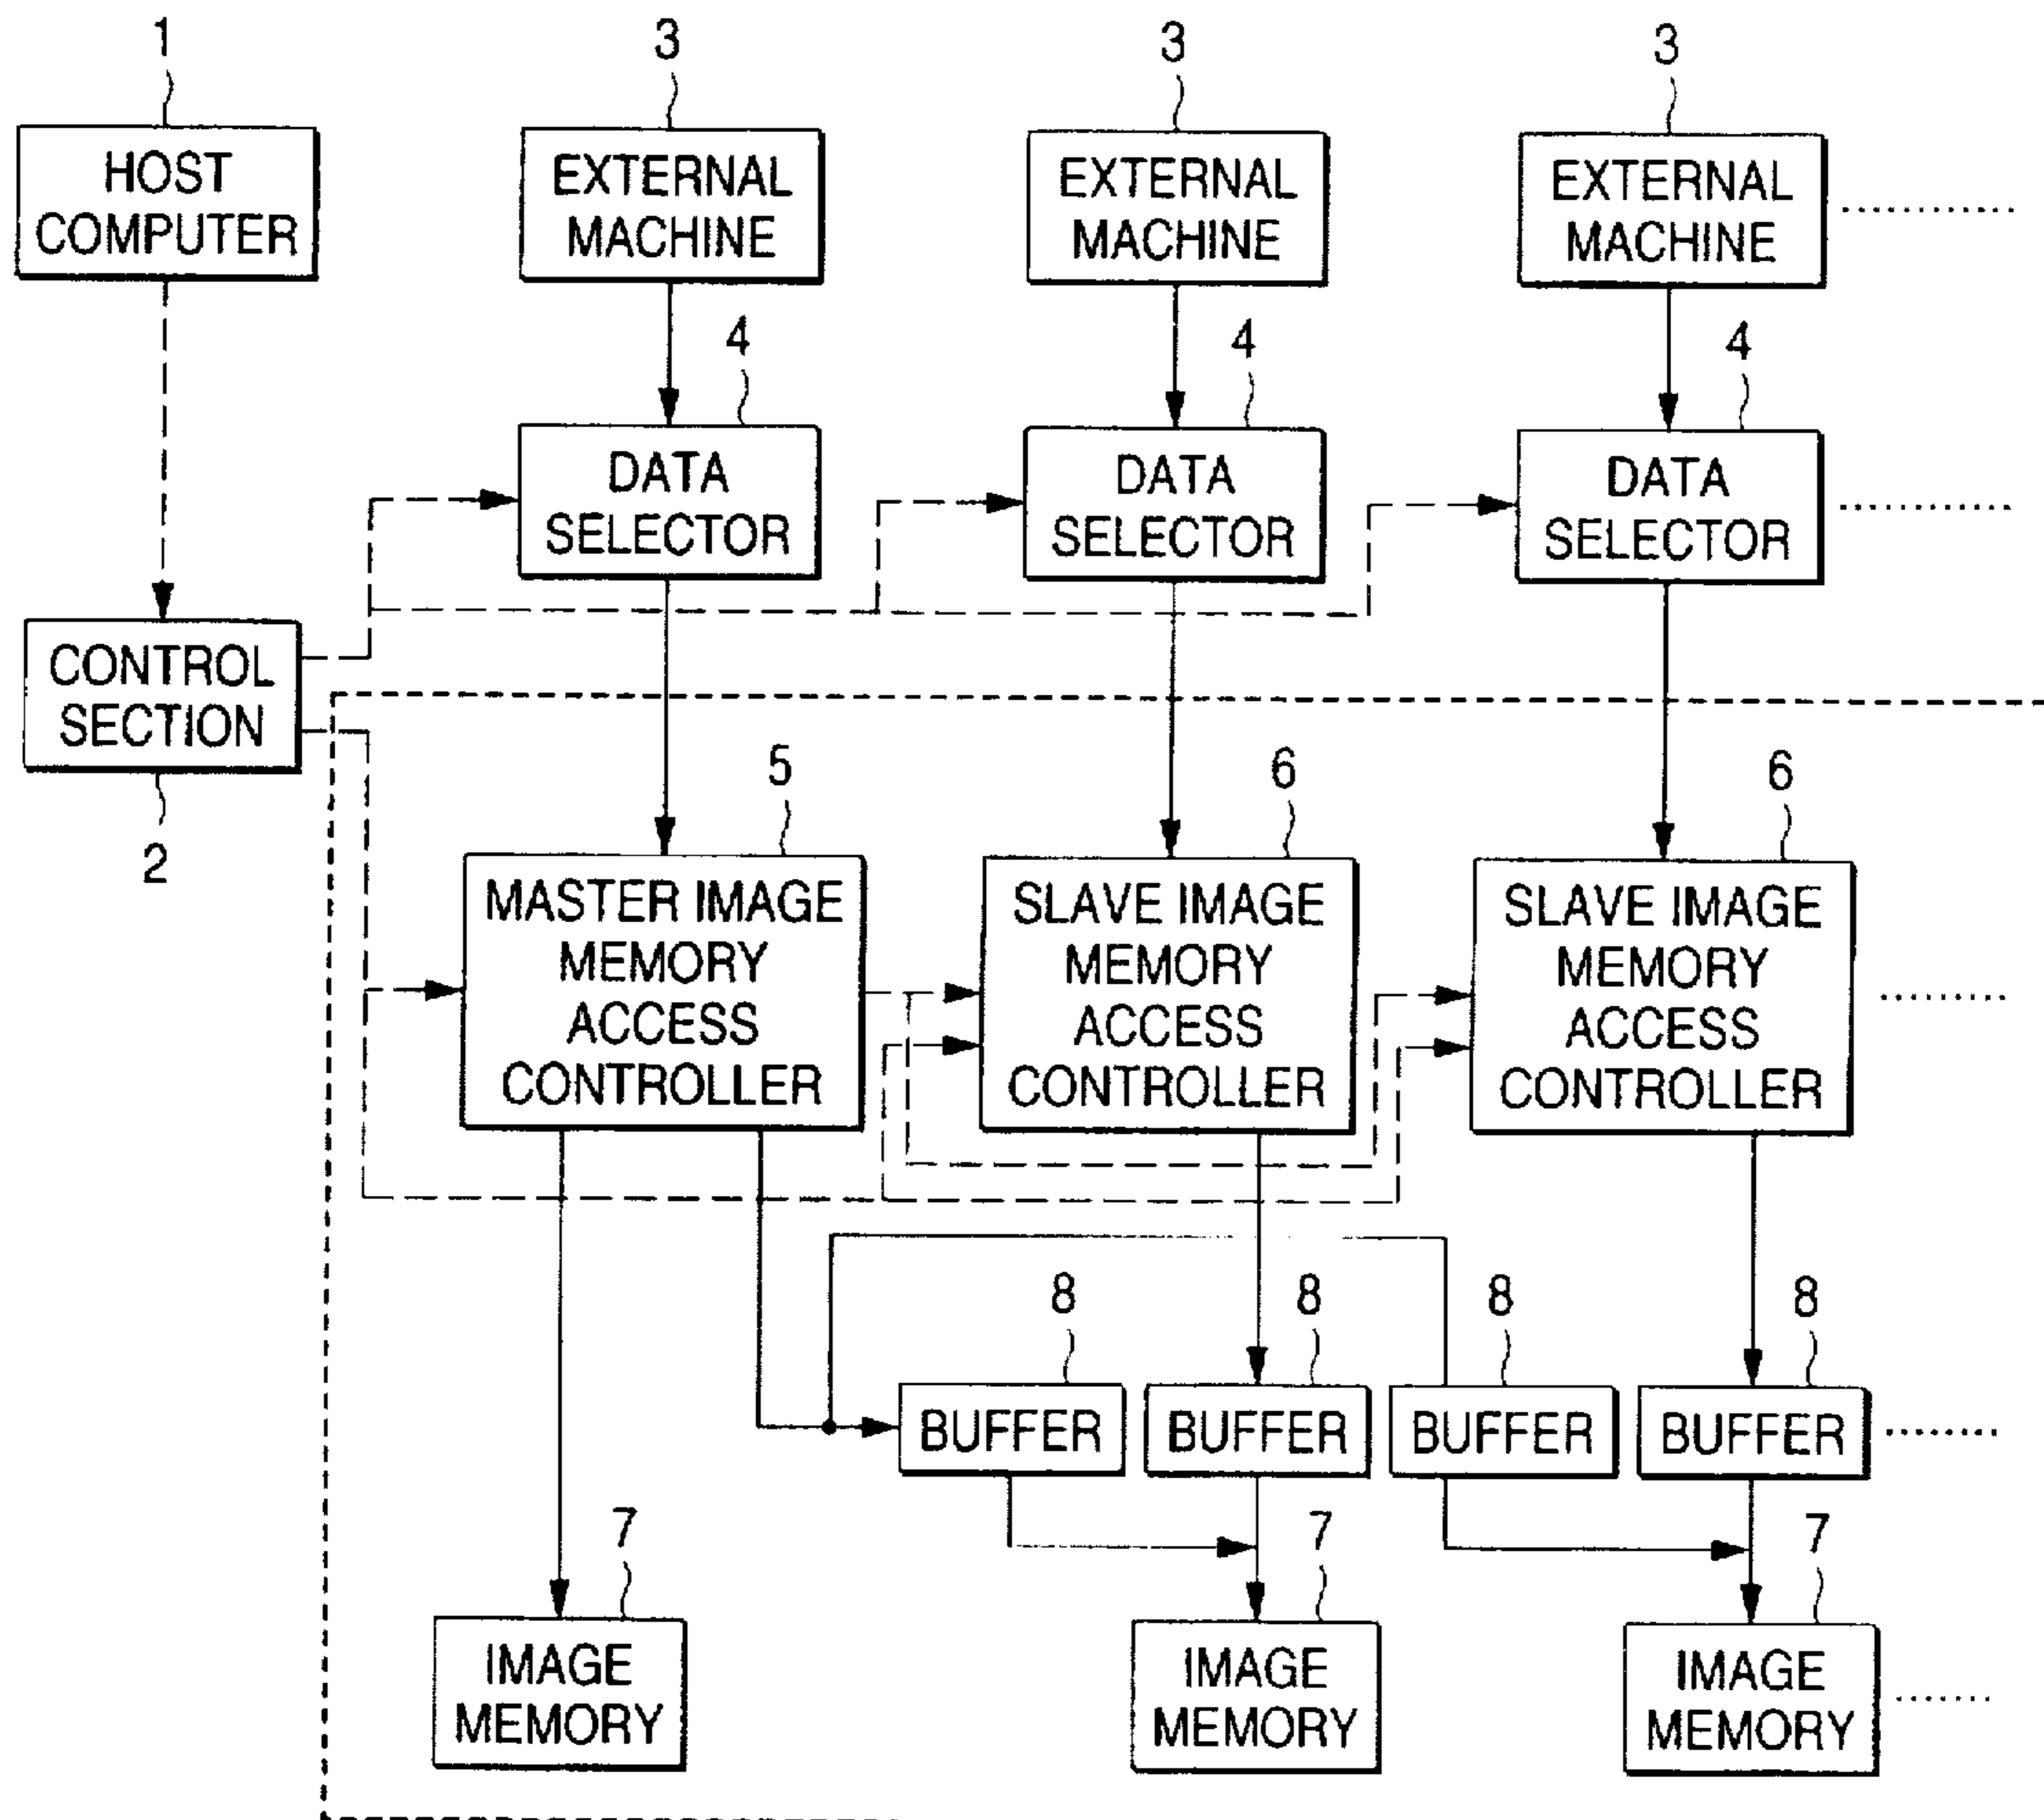 1
3
3
3
HOST
COMPUTER
EXTERNAL
MACHINE
EXTERNAL
MACHINE
EXTERNAL
MACHINE
4
4
4
DATA
SELECTOR
DATA
SELECTOR
DATA
SELECTOR
CONTROL
SECTION
2
5
6
6
MASTER IMAGE
MEMORY
ACCESS
CONTROLLER
SLAVE IMAGE
MEMORY
ACCESS
CONTROLLER
SLAVE IMAGE
MEMORY
ACCESS
CONTROLLER
8
8
8
8
BUFFER
BUFFER
BUFFER
BUFFER
7
7
7
IMAGE
MEMORY
IMAGE
MEMORY
IMAGE
MEMORY